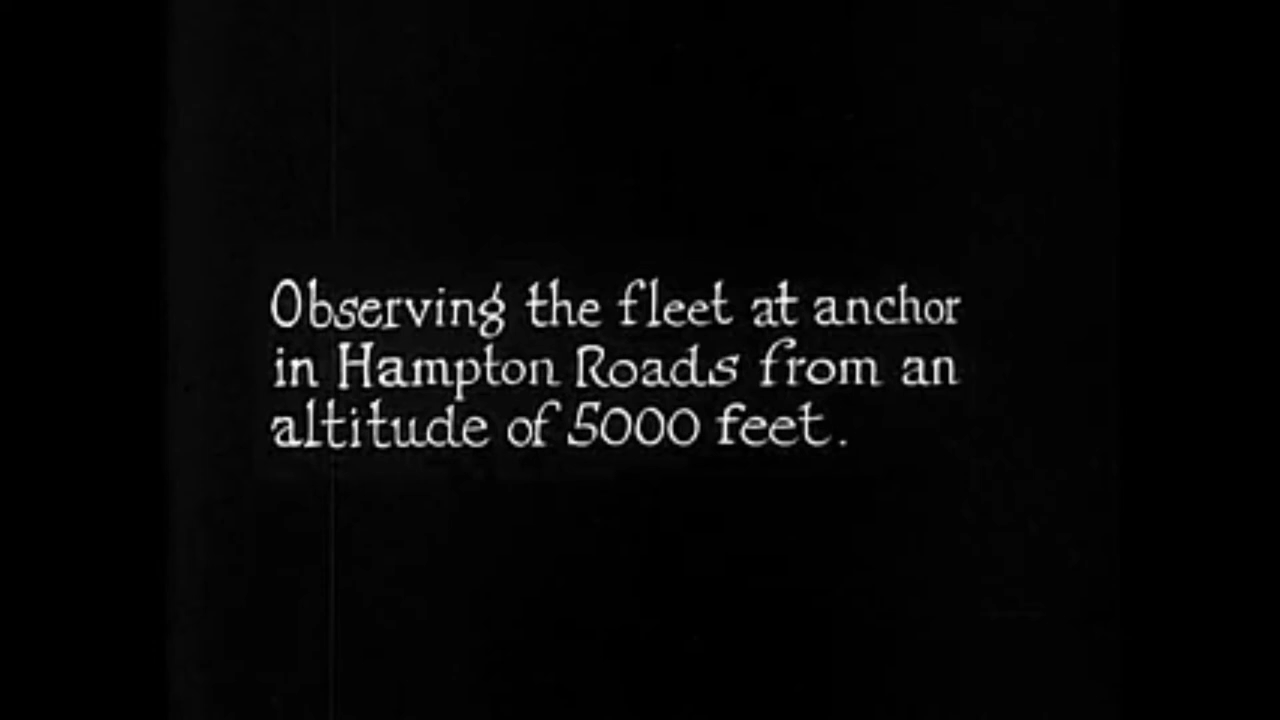 Observing the fleet at anchor
in Hampton Roads from an
altitude of 5000 feet.